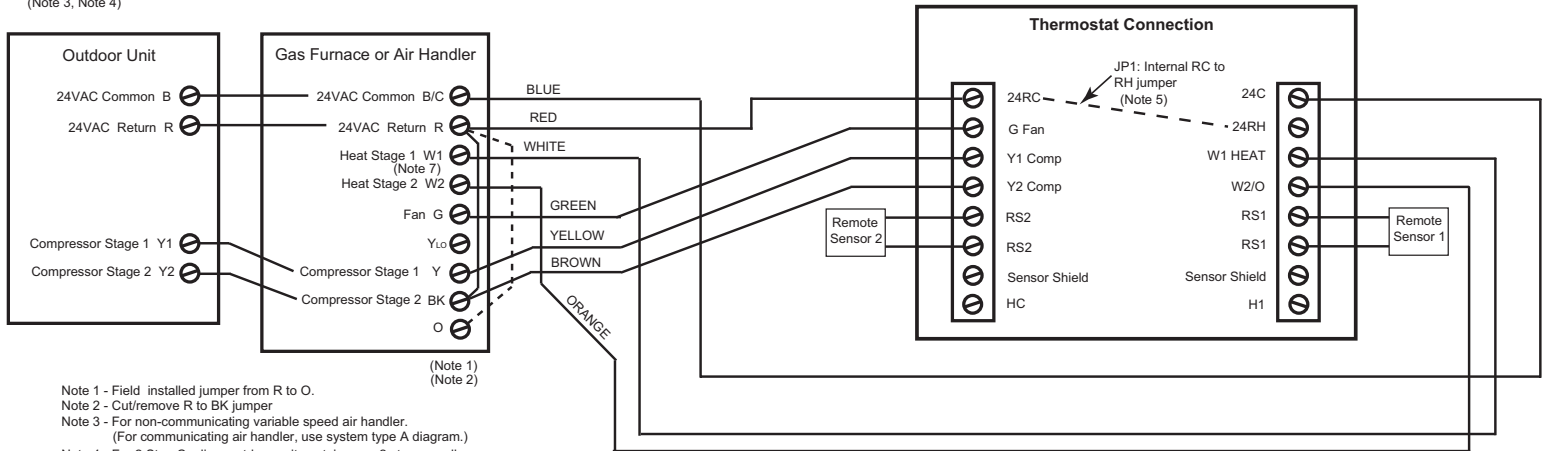 (Note 3, Note 4)
Outdoor Unit
24VAC Common B
24VAC Return R
Compressor Stage 1 Y1
Compressor Stage 2 Y2
Gas Furnace or Air Handler
24VAC Common B/C
24VAC Return R
Heat Stage 1 W1
(Note 7)
Heat Stage 2 W2
Fan G
YLO
Compressor Stage 1 Y
Compressor Stage 2 BK
O
(Note 1)
(Note 2)
BLUE
RED
WHITE
GREEN
YELLOW
BROWN
ORANGE
Thermostat Connection
JP1: Internal RC to
RH jumper
(Note 5)
24RC
G Fan
Y1 Comp
Y2 Comp
RS2
RS2
Sensor Shield
HC
Remote
Sensor 2
24C
24RH
W1 HEAT
W2/O
RS1
RS1
Sensor Shield
H1
Remote
Sensor 1
Note 1 - Field installed jumper from R to O.
Note 2 - Cut/remove R to BK jumper
Note 3 - For non-communicating variable speed air handler.
(For communicating air handler, use system type A diagram.)